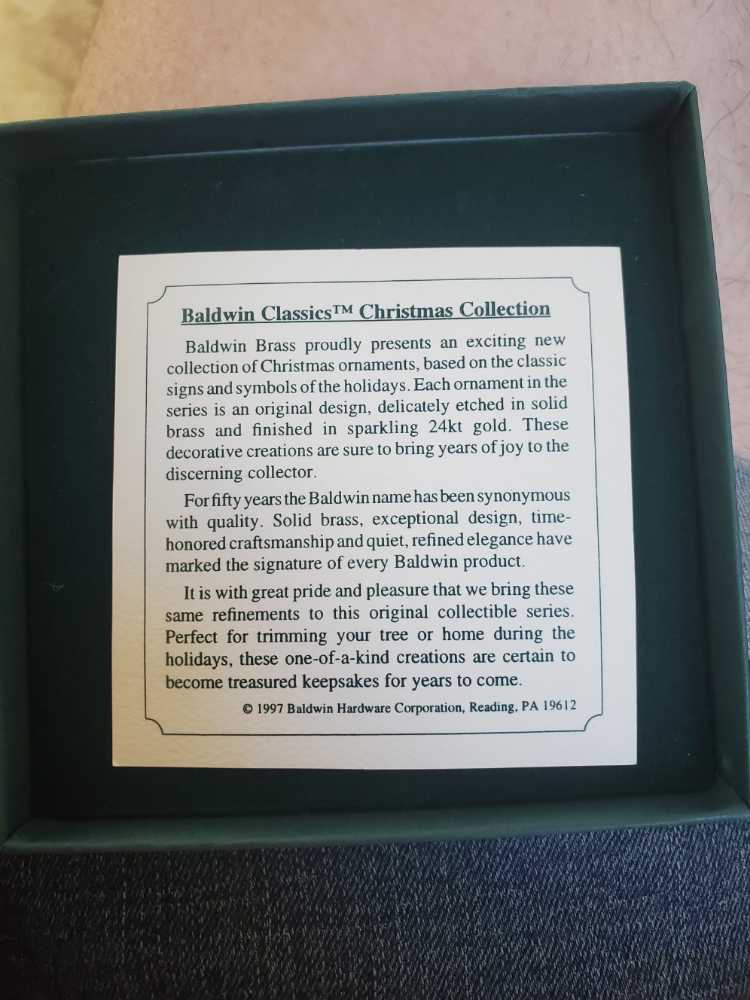 Baldwin Classics™ Christmas Collection
Baldwin Brass proudly presents an exciting new
collection of Christmas ornaments, based on the classic
signs and symbols of the holidays. Each ornament in the
series is an original design, delicately etched in solid
brass and finished in sparkling 24kt gold. These
decorative creations are sure to bring years of joy to the
discerning collector.
For fifty years the Baldwin name has been synonymous
with quality. Solid brass, exceptional design, time-
honored craftsmanship and quiet, refined elegance have
marked the signature of every Baldwin product.
It is with great pride and pleasure that we bring these
same refinements to this original collectible series.
Perfect for trimming your tree or home during the
holidays, these one-of-a-kind creations are certain to
become treasured keepsakes for years to come.
© 1997 Baldwin Hardware Corporation, Reading, PA 19612